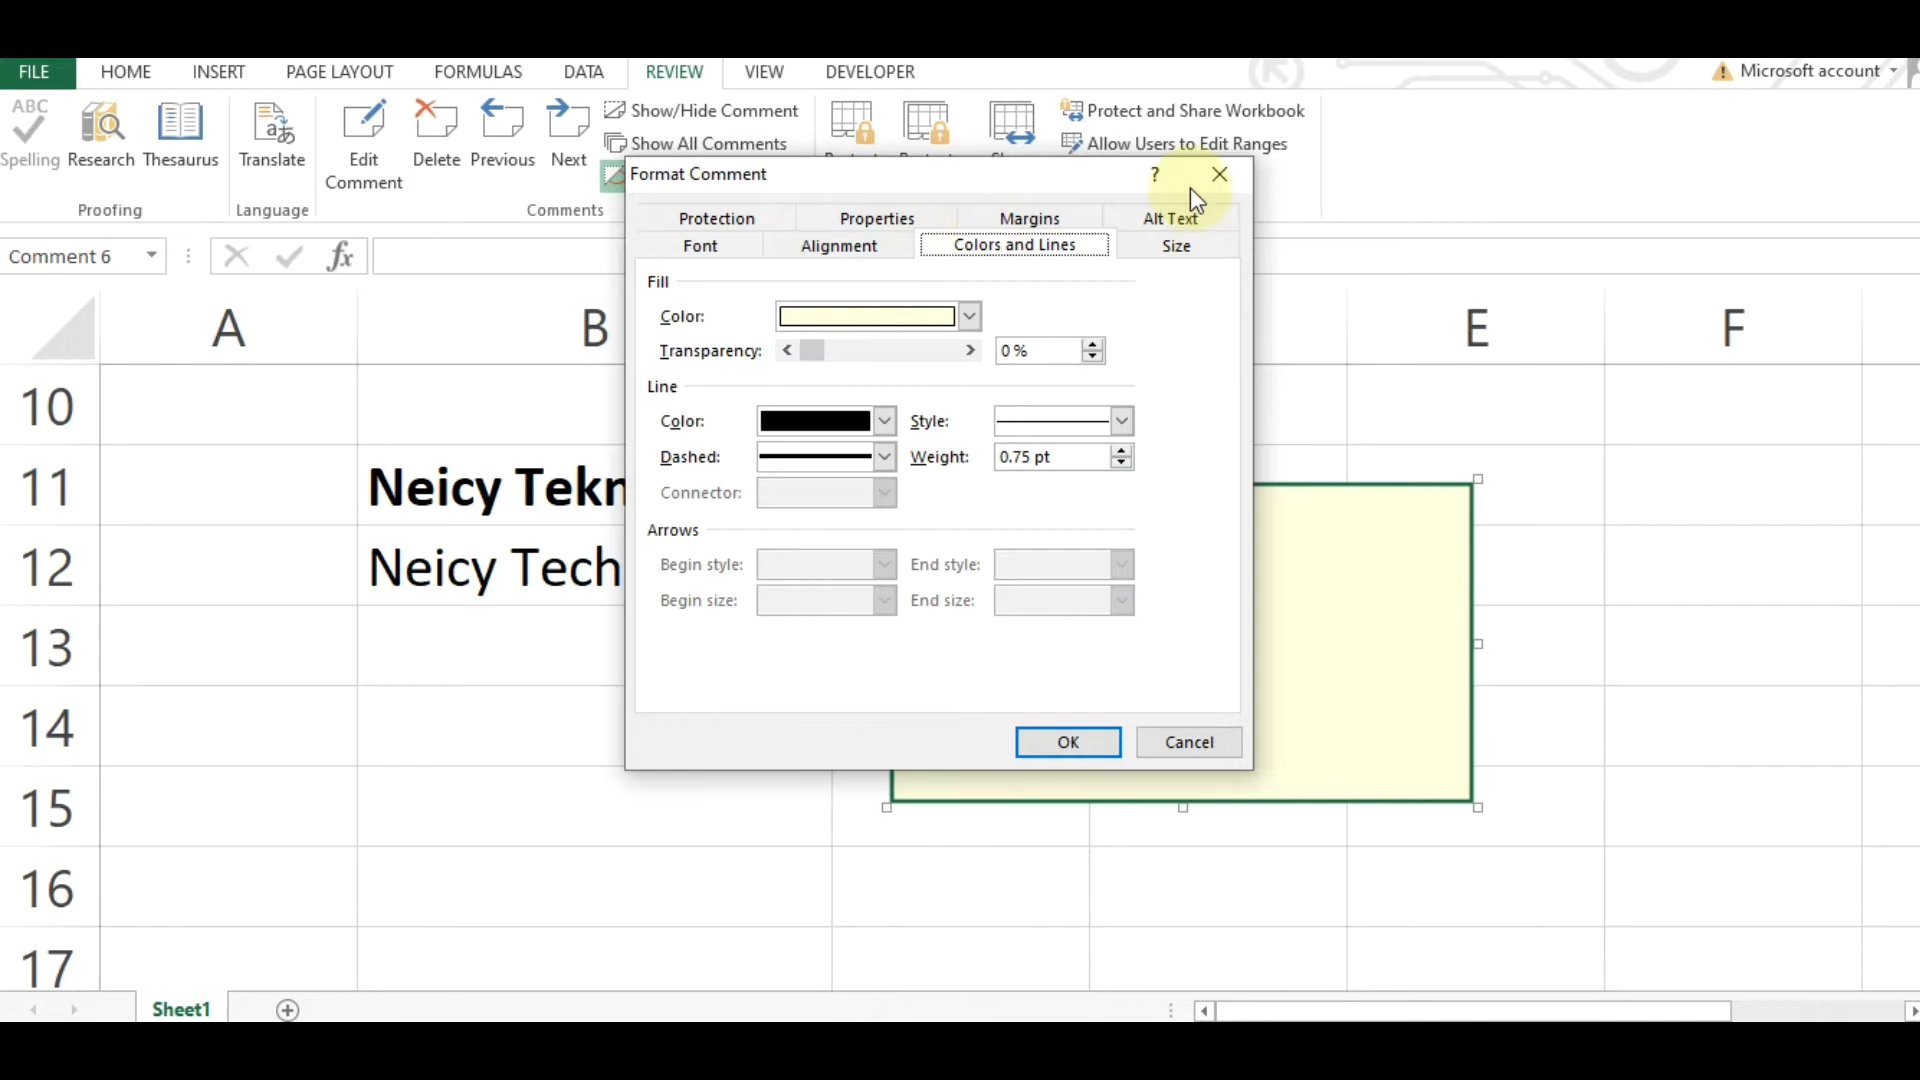 FILE HOME INSERT PAGE LAYOUT FORMULAS DATA REVIEW VIEW DEVELOPER Microsoft account
ABC
Show/Hide Comment Protect and Share Workbook
Show All Comments Allow Users to Edit Ranges
Spelling Research Thesaurus Translate Edit Comment Delete Previous Next
Proofing Language Comments
Format Comment ?
Protection Properties Margins Alt Text
Font Alignment Colors and Lines Size
Comment 6 fx
Fill
Color:
Transparency: 0 %
Line
Color: Style:
Dashed: Weight: 0.75 pt
Connector:
Arrows
Begin style: End style:
Begin size: End size:
OK Cancel
A B E F
10
11 Neicy Tekn
12 Neicy Tech
13
14
15
16
17
Sheet1